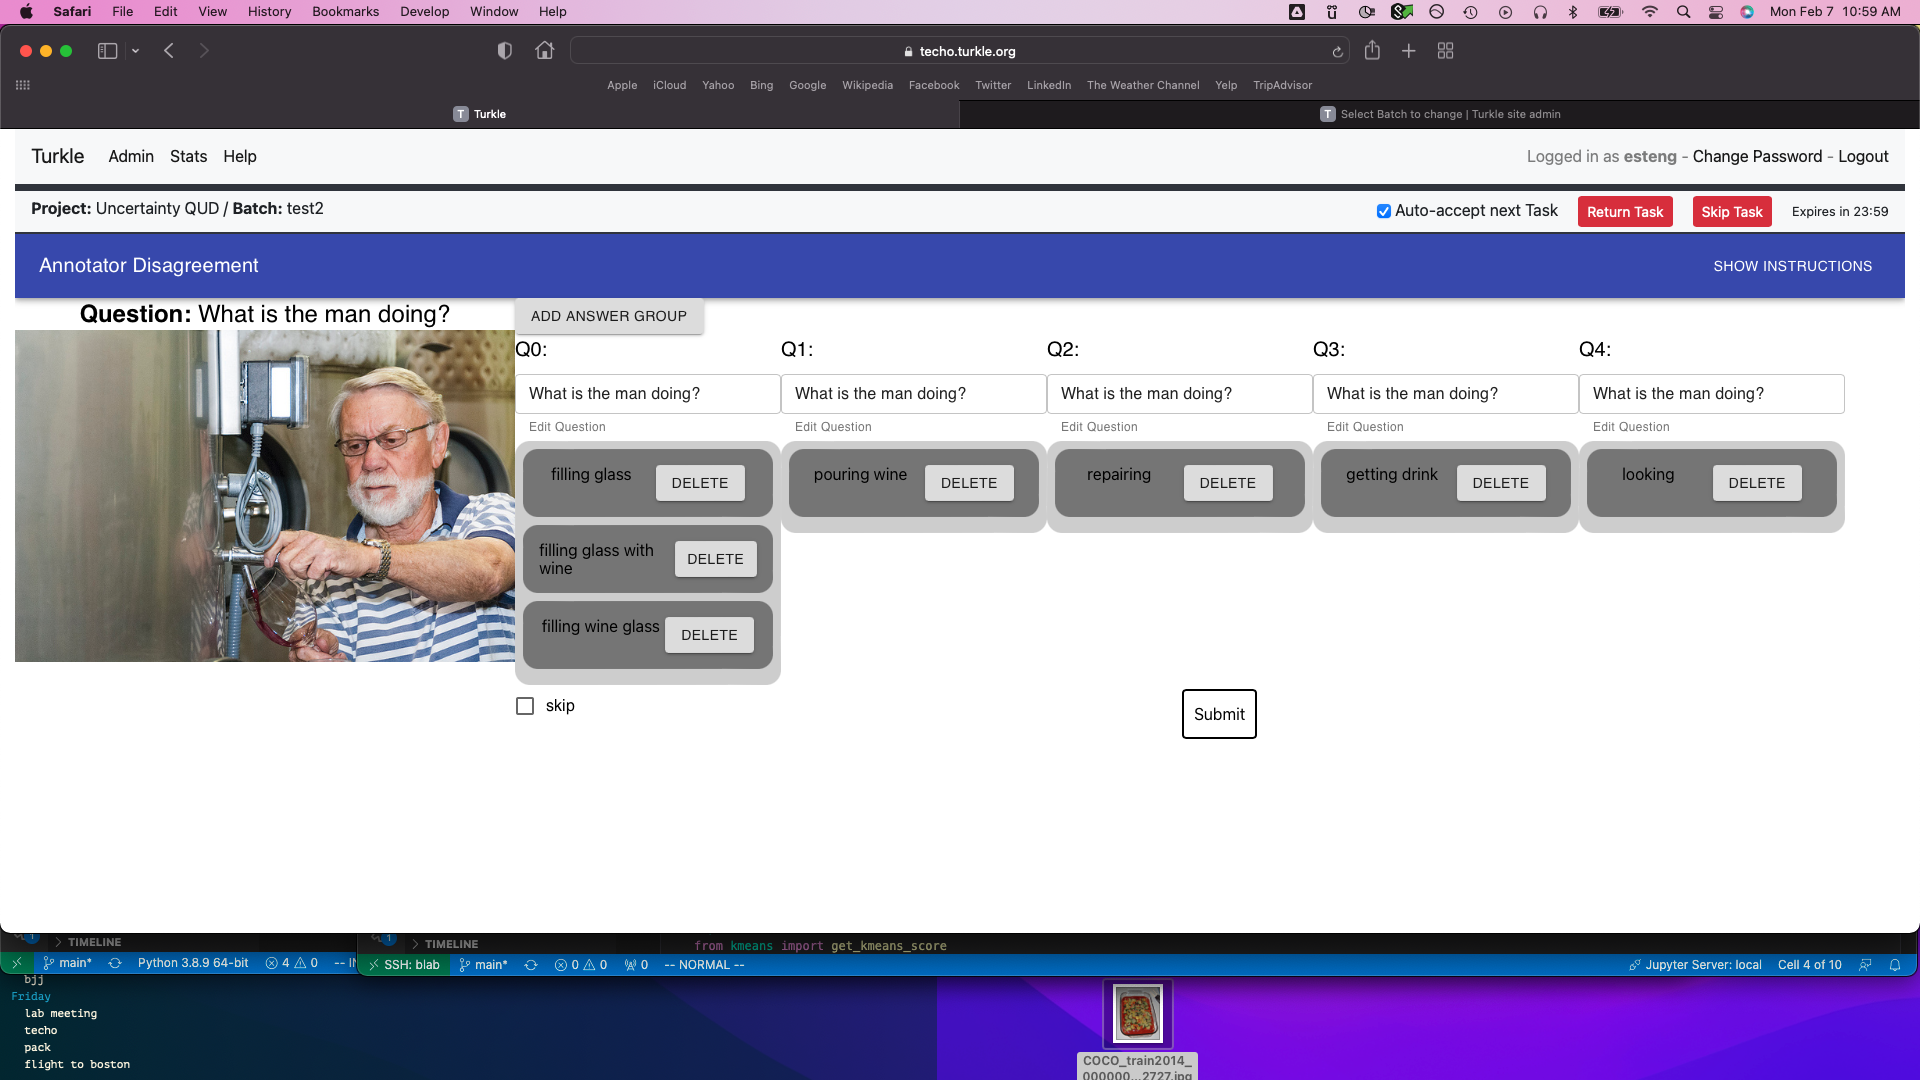 Safari File Edit View History Bookmarks Develop Window Help Mon Feb 7 10:59 AM
techo.turkle.org
Apple iCloud Yahoo Bing Google Wikipedia Facebook Twitter LinkedIn The Weather Channel Yelp TripAdvisor
T Turkle T Select Batch to change | Turkle site admin
Turkle Admin Stats Help Logged in as esteng - Change Password - Logout
Project: Uncertainty QUD / Batch: test2 Auto-accept next Task Return Task Skip Task Expires in 23:59
Annotator Disagreement SHOW INSTRUCTIONS
Question: What is the man doing? ADD ANSWER GROUP
Q0: Q1: Q2: Q3: Q4:
What is the man doing? What is the man doing? What is the man doing? What is the man doing? What is the man doing?
Edit Question Edit Question Edit Question Edit Question Edit Question
filling glass DELETE pouring wine DELETE repairing DELETE getting drink DELETE looking DELETE
filling glass with
wine DELETE
filling wine glass DELETE
skip Submit
1 TIMELINE 1 TIMELINE from kmeans import get_kmeans_score
main* Python 3.8.9 64-bit 4 0 -- IN SSH: blab main* 0 0 0 -- NORMAL -- Jupyter Server: local Cell 4 of 10
bjj
Friday
lab meeting
techo
pack
flight to boston
COCO_train2014_
000000...2727.jpg